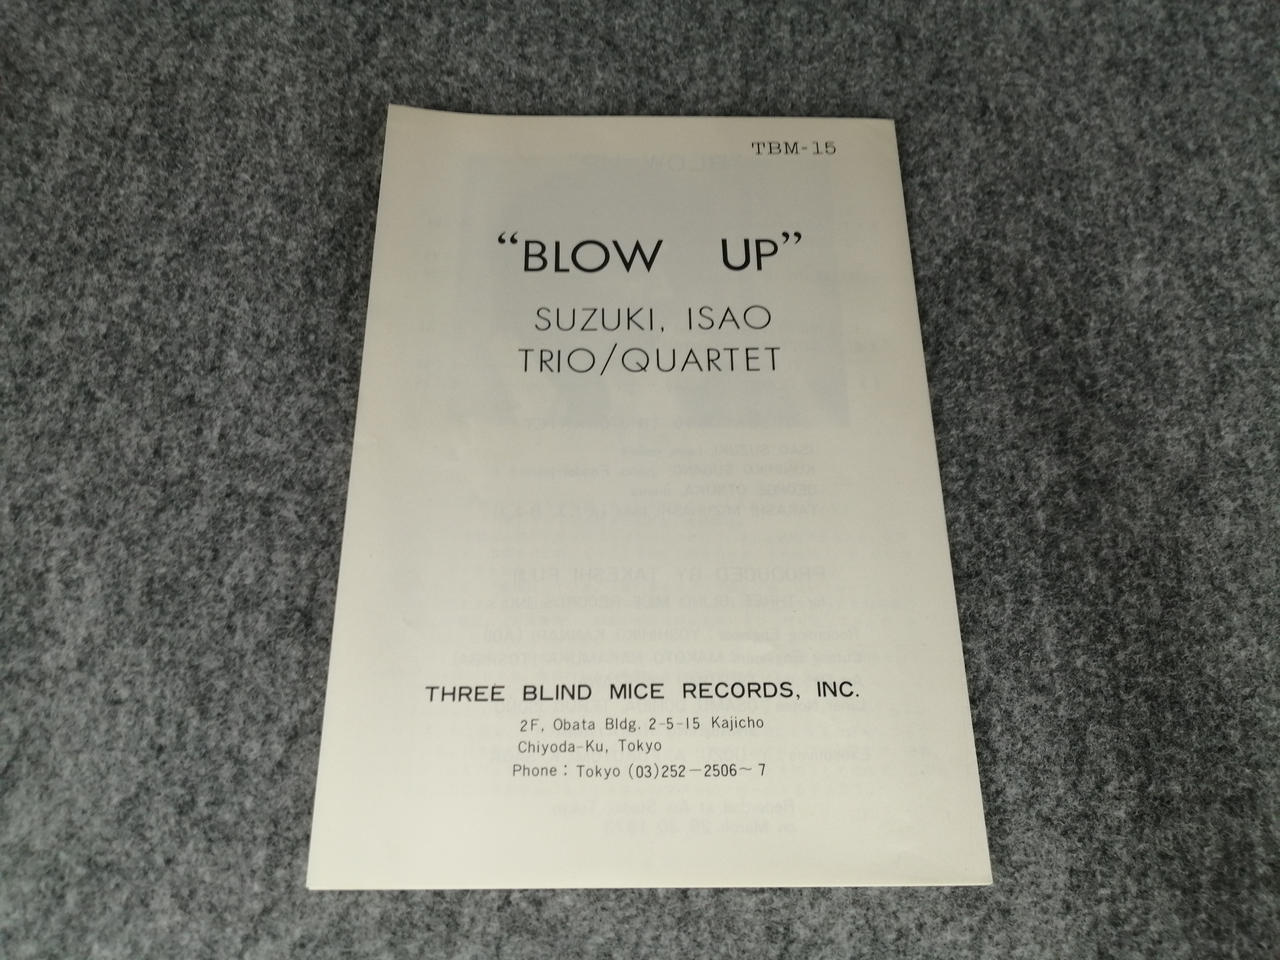 TBM-15
“BLOW UP”
SUZUKI, ISAO
TRIO/QUARTET
THREE BLIND MICE RECORDS, INC.
2F, Obata Bldg. 2-5-15 Kajicho
Chiyoda-Ku, Tokyo
Phone : Tokyo (03)252-2506~7